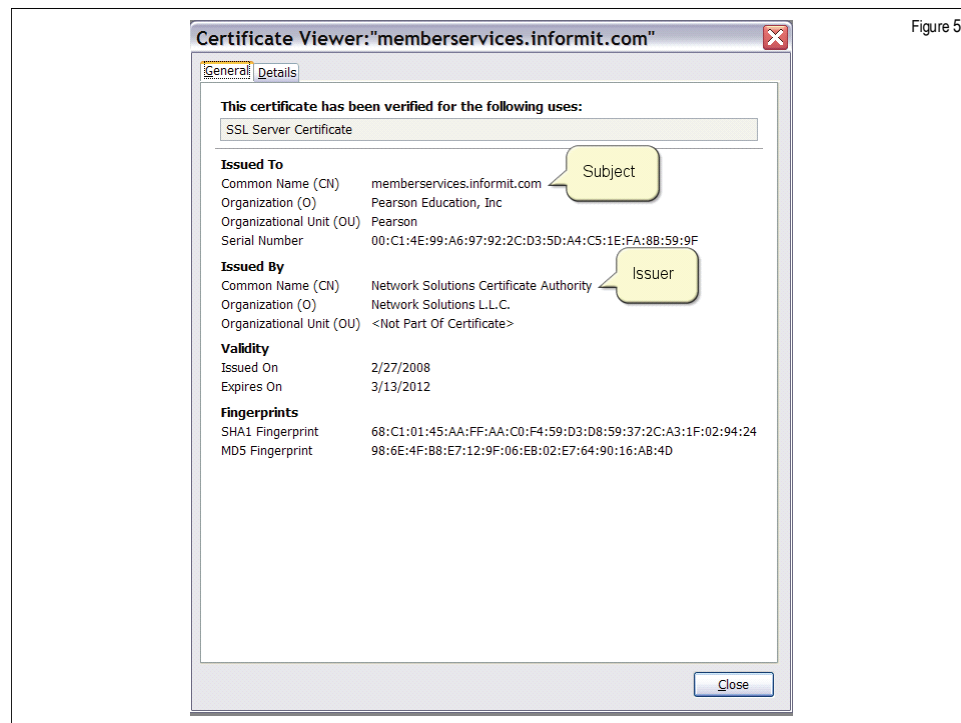 Figure 5
Certificate Viewer:"memberservices.informit.com"
General Details
This certificate has been verified for the following uses:
SSL Server Certificate
Issued To
Common Name (CN) memberservices.informit.com
Subject
Organization (O) Pearson Education, Inc
Organizational Unit (OU) Pearson
Serial Number 00:C1:4E:99:A6:97:92:2C:D3:5D:A4:C5:1E:FA:8B:59:9F
Issued By
Common Name (CN) Network Solutions Certificate Authority
Issuer
Organization (O) Network Solutions L.L.C.
Organizational Unit (OU) <Not Part Of Certificate>
Validity
Issued On 2/27/2008
Expires On 3/13/2012
Fingerprints
SHA1 Fingerprint 68:C1:01:45:AA:FF:AA:C0:F4:59:D3:D8:59:37:2C:A3:1F:02:94:24
MD5 Fingerprint 98:6E:4F:B8:E7:12:9F:06:EB:02:E7:64:90:16:AB:4D
Close